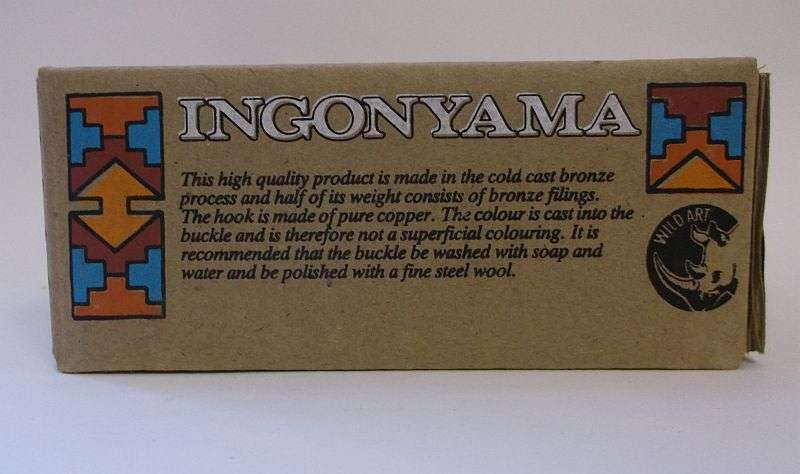 INGONYAMA
This high quality product is made in the cold cast bronze
process and half of its weight consists of bronze filings.
The hook is made of pure copper. The colour is cast into the
buckle and is therefore not a superficial colouring. It is
recommended that the buckle be washed with soap and
water and be polished with a fine steel wool.
WILD ART